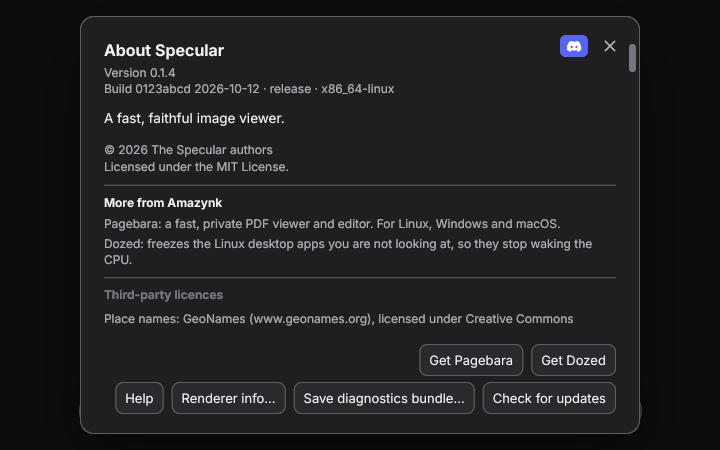 About Specular
Version 0.1.4
Build 0123abcd 2026-10-12 · release · x86_64-linux
A fast, faithful image viewer.
© 2026 The Specular authors
Licensed under the MIT License.
More from Amazynk
Pagebara: a fast, private PDF viewer and editor. For Linux, Windows and macOS.
Dozed: freezes the Linux desktop apps you are not looking at, so they stop waking the
CPU.
Third-party licences
Place names: GeoNames (www.geonames.org), licensed under Creative Commons
Get Pagebara Get Dozed
Help Renderer info... Save diagnostics bundle... Check for updates